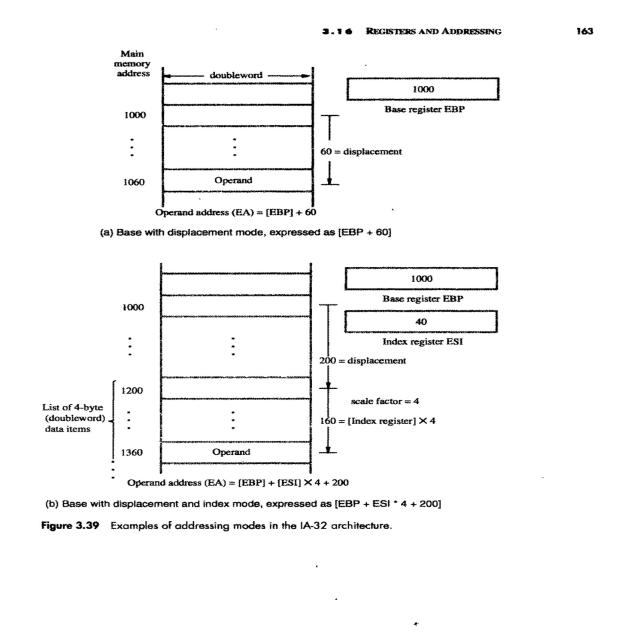 3.16 REGISTERS AND ADDRESSING 163
Main
memory
address
doubleword
1000
Base register EBP
1000
60 = displacement
1060
Operand
Operand address (EA) = [EBP] + 60
(a) Base with displacement mode, expressed as [EBP + 60]
1000
Base register EBP
1000
40
Index register ESI
200 = displacement
1200
scale factor = 4
List of 4-byte
(doubleword)
data items
160 = [Index register] × 4
1360
Operand
Operand address (EA) = [EBP] + [ESI] × 4 + 200
(b) Base with displacement and index mode, expressed as [EBP + ESI * 4 + 200]
Figure 3.39 Examples of addressing modes in the IA-32 architecture.